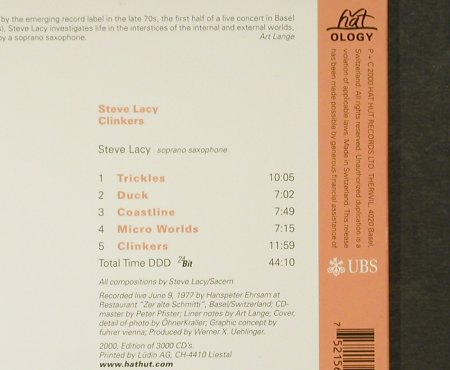 by the emerging record label in the late 70s, the first half of a live concert in Basel
), Steve Lacy investigates life in the interstices of the internal and external worlds,
by a soprano saxophone. Art Lange
Steve Lacy
Clinkers
Steve Lacy soprano saxophone
1 Trickles 10:05
2 Duck 7:02
3 Coastline 7:49
4 Micro Worlds 7:15
5 Clinkers 11:59
Total Time DDD 24Bit 44:10
All compositions by Steve Lacy/Sacem
Recorded live June 9, 1977 by Hanspeter Ehrsam at
Restaurant "Zer alte Schmitti", Basel/Switzerland; CD-
master by Peter Pfister; Liner notes by Art Lange; Cover,
detail of photo by ÖhnerKraller; Graphic concept by
fuhrer vienna; Produced by Werner X. Uehlinger.
2000, Edition of 3000 CD's.
Printed by Lüdin AG, CH-4410 Liestal
www.hathut.com
hat
OLOGY
P + C 2000 HAT HUT RECORDS LTD. THERWIL, 4020 Basel,
Switzerland. All rights reserved. Unauthorized duplication is a
violation of applicable laws. Made in Switzerland. This release
has been made possible by generous financial assistance of
UBS